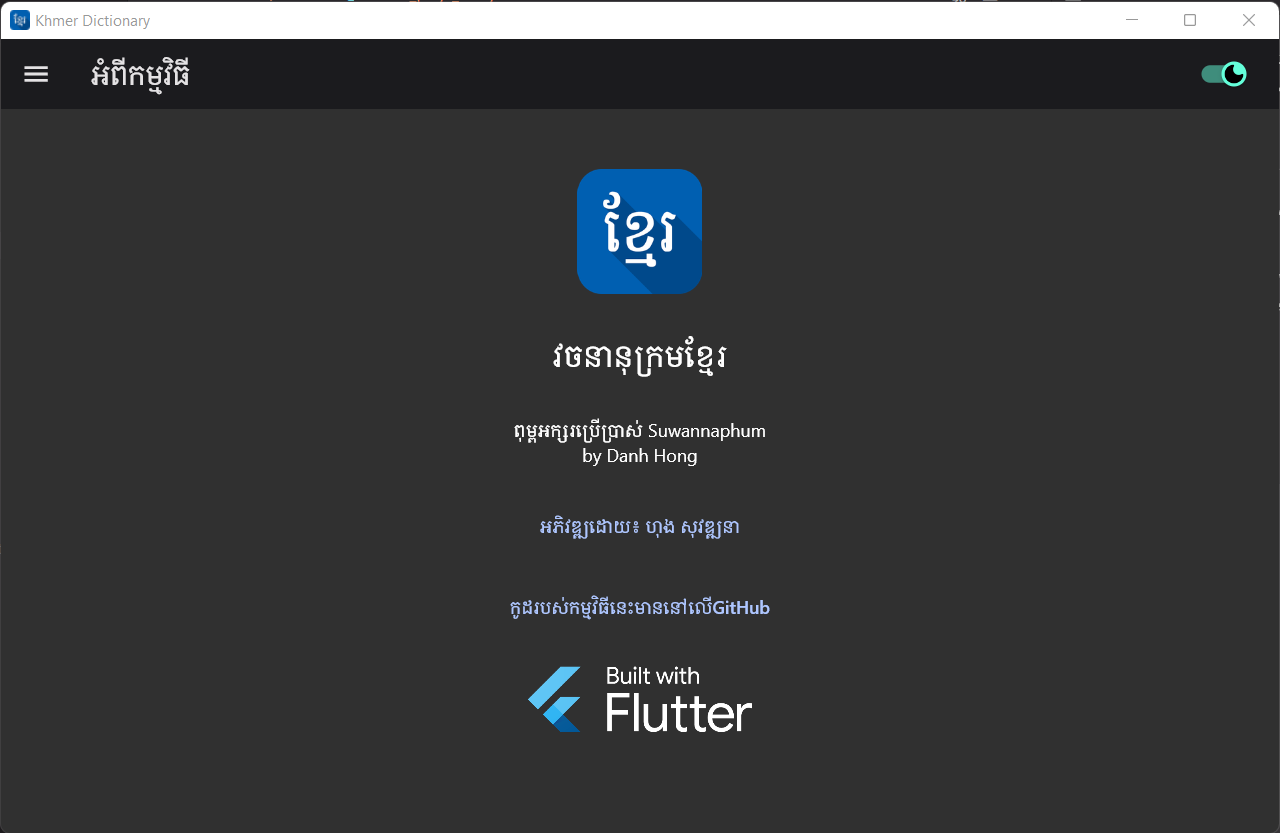 ខ្មែរ Khmer Dictionary
អំពីកម្មវិធី
ខ្មែរ
វចនានុក្រមខ្មែរ
ពុម្ពអក្សរប្រើប្រាស់ Suwannaphum
by Danh Hong
អភិវឌ្ឍដោយ៖ ហុង សុវឌ្ឍនា
កូដរបស់កម្មវិធីនេះមាននៅលើGitHub
Built with
Flutter